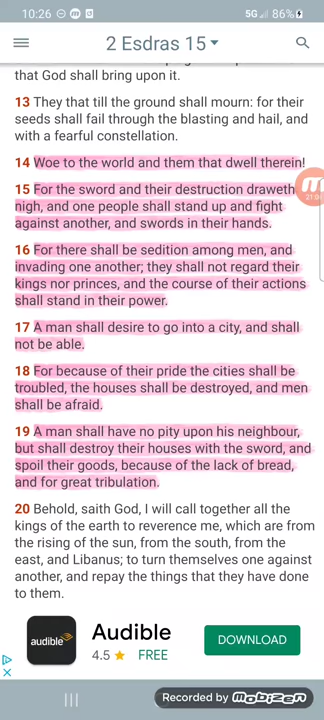 10:26
5G 86%
2 Esdras 15
that God shall bring upon it.
13 They that till the ground shall mourn: for their
seeds shall fail through the blasting and hail, and
with a fearful constellation.
14 Woe to the world and them that dwell therein!
15 For the sword and their destruction draweth
nigh, and one people shall stand up and fight
against another, and swords in their hands.
16 For there shall be sedition among men, and
invading one another; they shall not regard their
kings nor princes, and the course of their actions
shall stand in their power.
17 A man shall desire to go into a city, and shall
not be able.
18 For because of their pride the cities shall be
troubled, the houses shall be destroyed, and men
shall be afraid.
19 A man shall have no pity upon his neighbour,
but shall destroy their houses with the sword, and
spoil their goods, because of the lack of bread,
and for great tribulation.
20 Behold, saith God, I will call together all the
kings of the earth to reverence me, which are from
the rising of the sun, from the south, from the
east, and Libanus; to turn themselves one against
another, and repay the things that they have done
to them.
audible
Audible
4.5 ★ FREE
DOWNLOAD
Recorded by mobizen